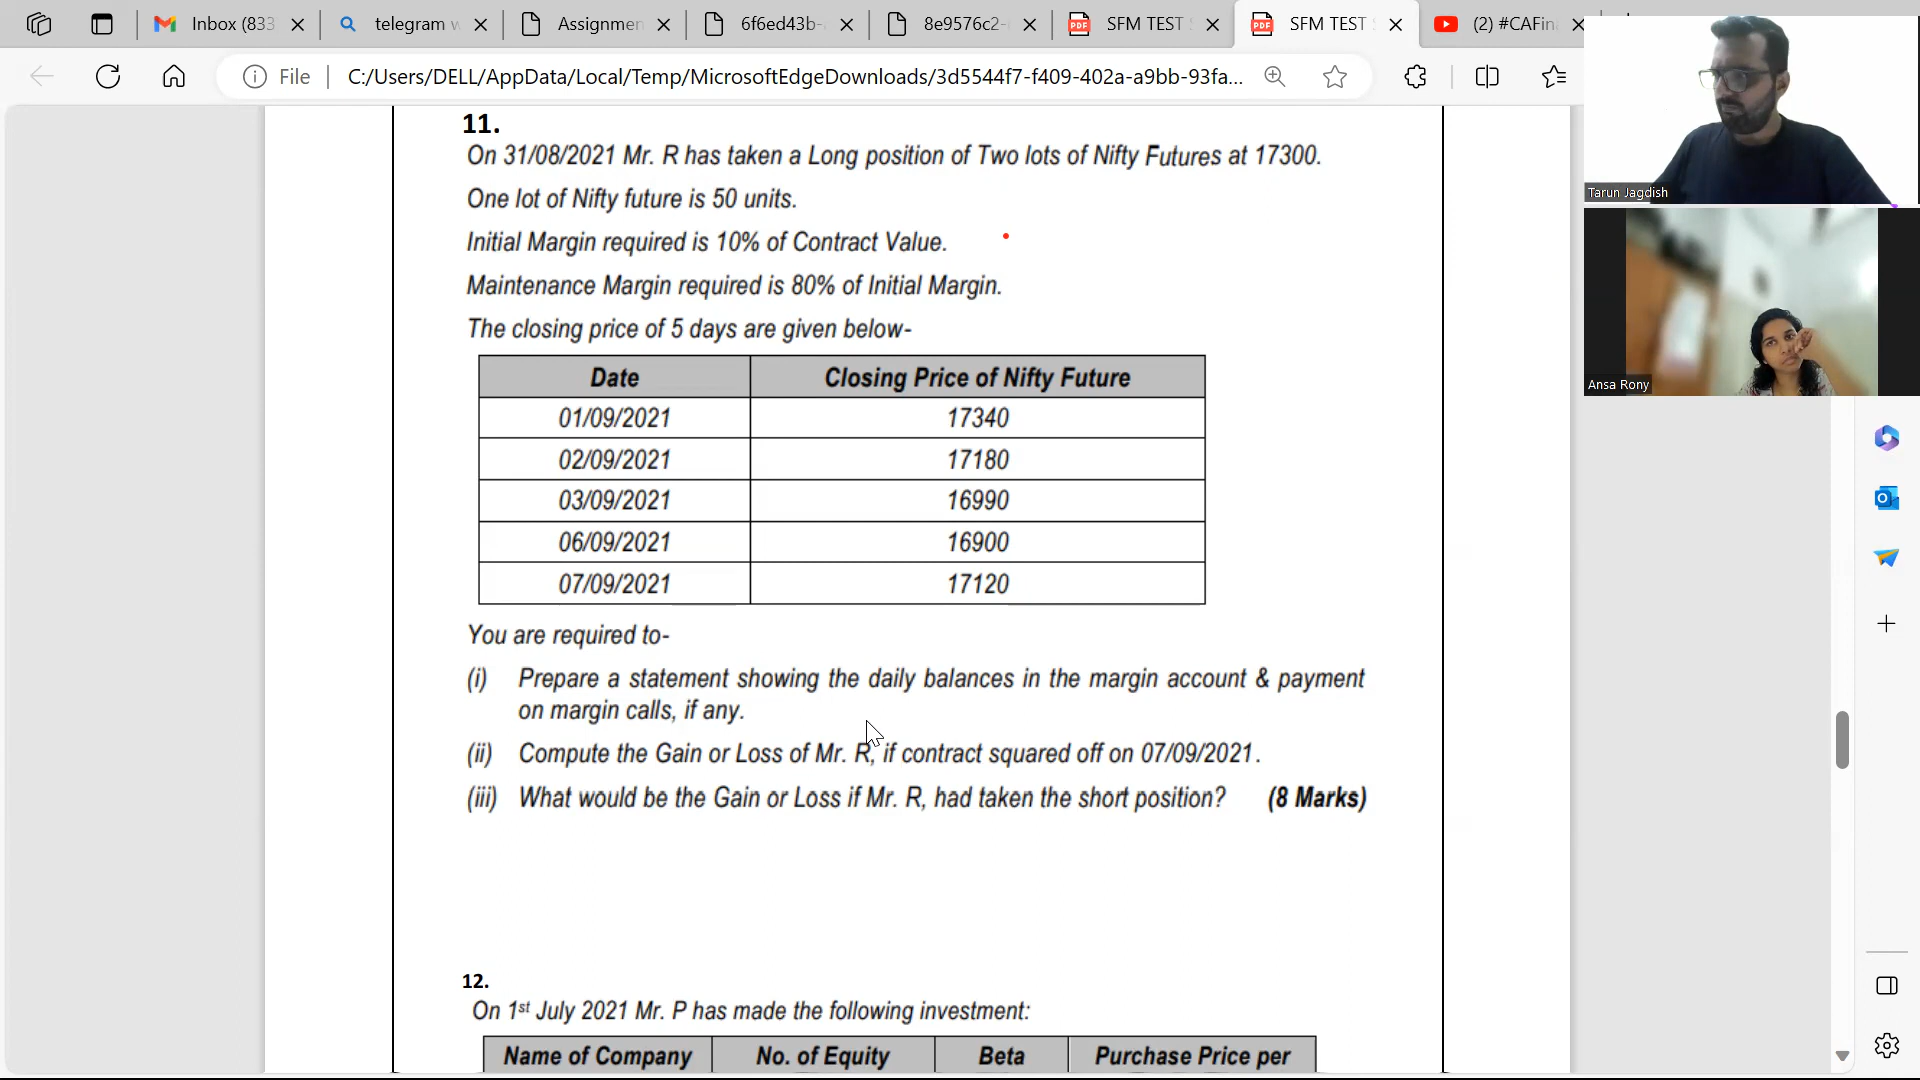 Inbox (833
telegram w
Assignmen
6f6ed43b-
8e9576c2-
SFM TEST
SFM TEST
(2) #CAFin
File
C:/Users/DELL/AppData/Local/Temp/MicrosoftEdgeDownloads/3d5544f7-f409-402a-a9bb-93fa...
Tarun Jagdish
Ansa Rony
11.
On 31/08/2021 Mr. R has taken a Long position of Two lots of Nifty Futures at 17300.
One lot of Nifty future is 50 units.
Initial Margin required is 10% of Contract Value.
Maintenance Margin required is 80% of Initial Margin.
The closing price of 5 days are given below-
Date Closing Price of Nifty Future
01/09/2021 17340
02/09/2021 17180
03/09/2021 16990
06/09/2021 16900
07/09/2021 17120
You are required to-
(i) Prepare a statement showing the daily balances in the margin account & payment
on margin calls, if any.
(ii) Compute the Gain or Loss of Mr. R, if contract squared off on 07/09/2021.
(iii) What would be the Gain or Loss if Mr. R, had taken the short position? (8 Marks)
12.
On 1st July 2021 Mr. P has made the following investment:
Name of Company No. of Equity Beta Purchase Price per